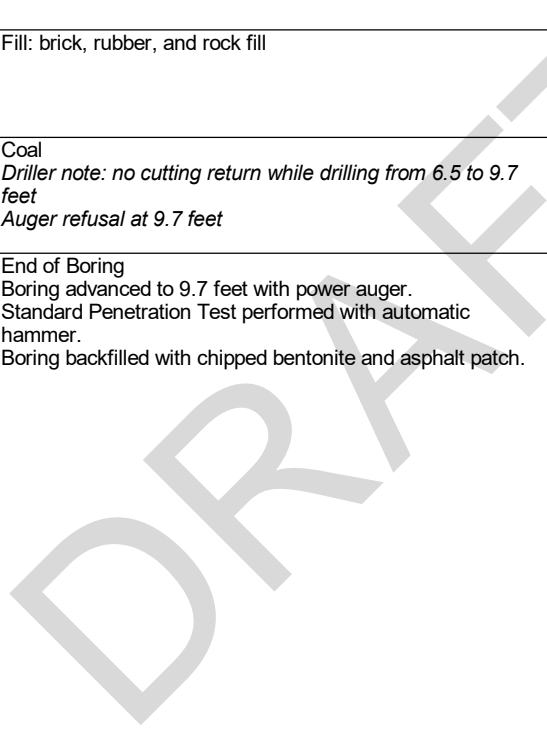 Fill: brick, rubber, and rock fill
Coal
Driller note: no cutting return while drilling from 6.5 to 9.7
feet
Auger refusal at 9.7 feet
End of Boring
Boring advanced to 9.7 feet with power auger.
Standard Penetration Test performed with automatic
hammer.
Boring backfilled with chipped bentonite and asphalt patch.
DRAFT